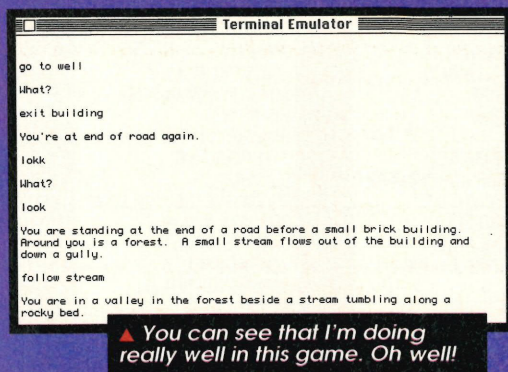 Terminal Emulator
go to well
What?
exit building
You're at end of road again.
lokk
What?
look
You are standing at the end of a road before a small brick building.
Around you is a forest.  A small stream flows out of the building and
down a gully.
follow stream
You are in a valley in the forest beside a stream tumbling along a
rocky bed.
▲ You can see that I'm doing
really well in this game. Oh well!